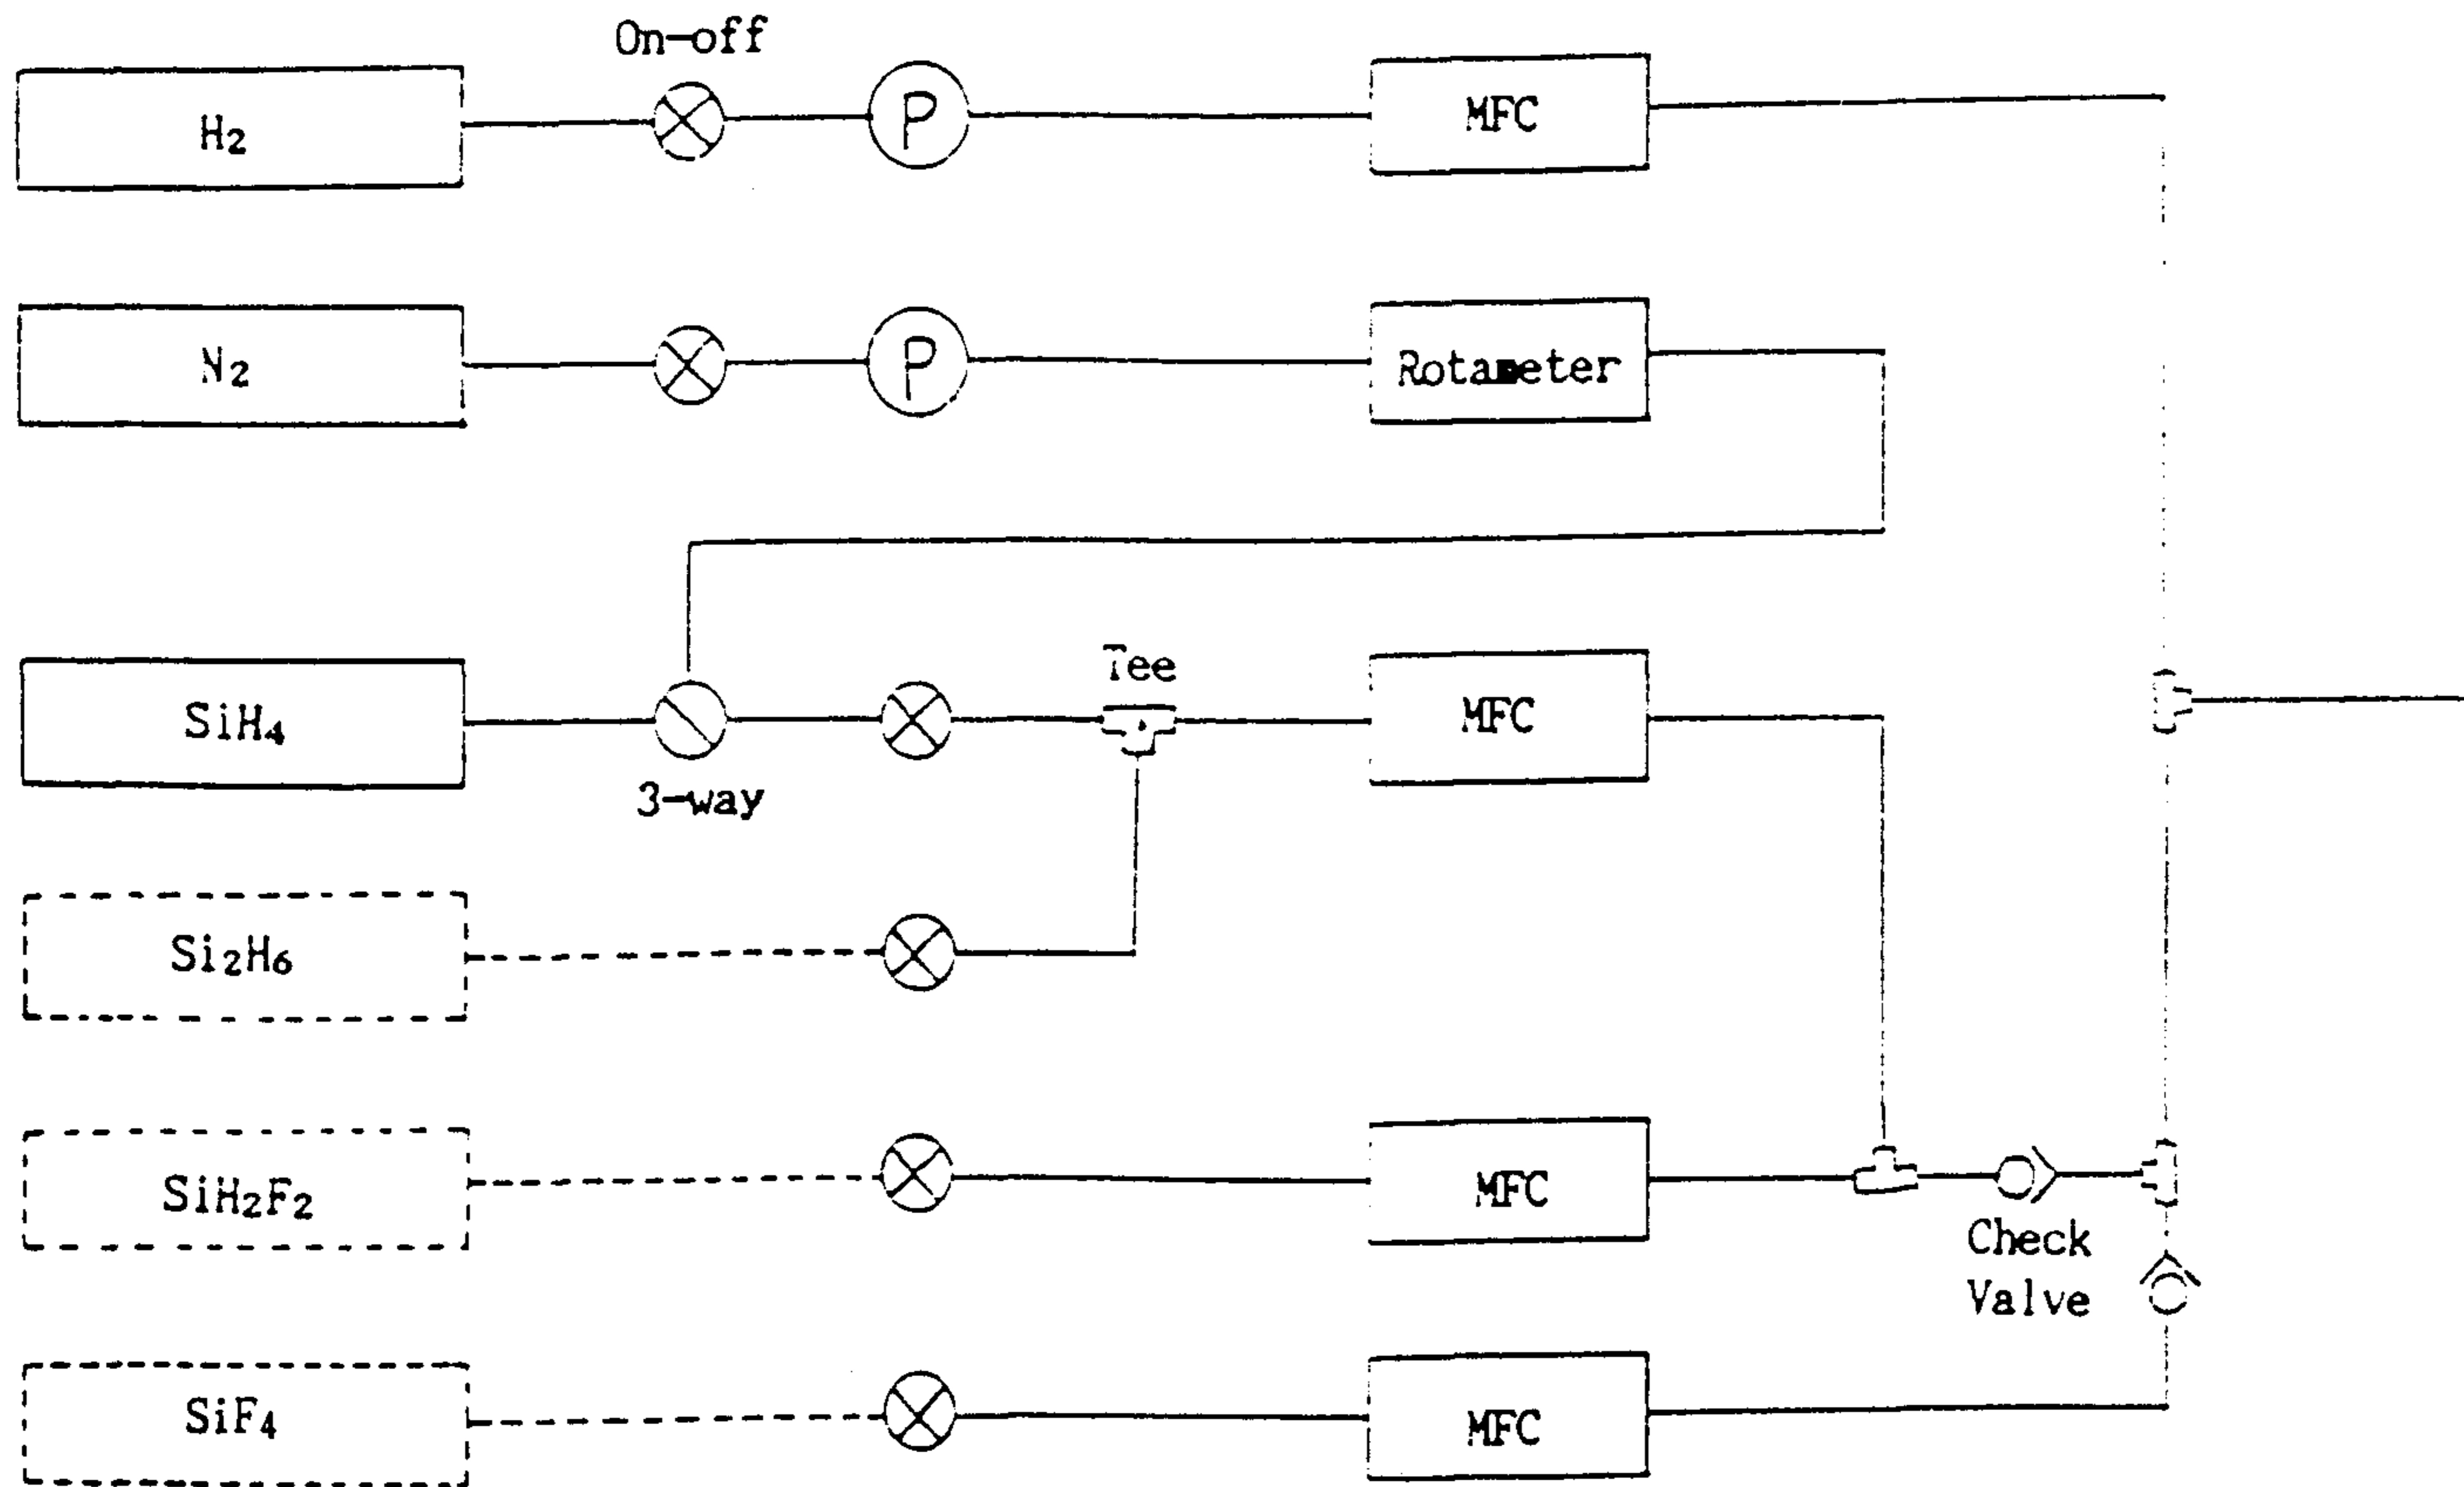 On-off
H₂
P
MFC
N₂
P
Rotameter
SiH₄
3-way
Tee
MFC
Si₂H₆
SiH₂F₂
MFC
Check
Valve
SiF₄
MFC